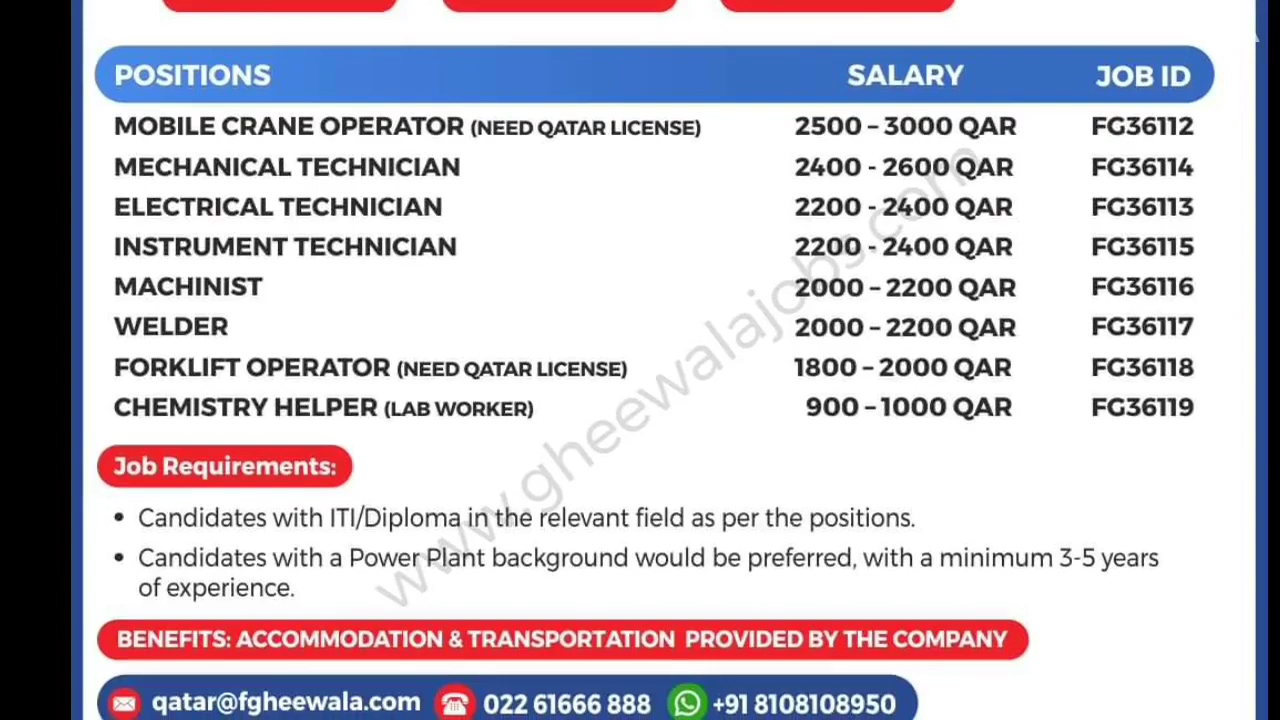 POSITIONS SALARY JOB ID
MOBILE CRANE OPERATOR (NEED QATAR LICENSE) 2500 – 3000 QAR FG36112
MECHANICAL TECHNICIAN 2400 - 2600 QAR FG36114
ELECTRICAL TECHNICIAN 2200 - 2400 QAR FG36113
INSTRUMENT TECHNICIAN 2200 - 2400 QAR FG36115
MACHINIST 2000 – 2200 QAR FG36116
WELDER 2000 – 2200 QAR FG36117
FORKLIFT OPERATOR (NEED QATAR LICENSE) 1800 – 2000 QAR FG36118
CHEMISTRY HELPER (LAB WORKER) 900 – 1000 QAR FG36119
www.gheewalajobs.com
Job Requirements:
• Candidates with ITI/Diploma in the relevant field as per the positions.
• Candidates with a Power Plant background would be preferred, with a minimum 3-5 years
of experience.
BENEFITS: ACCOMMODATION & TRANSPORTATION PROVIDED BY THE COMPANY
qatar@fgheewala.com 022 61666 888 +91 8108108950